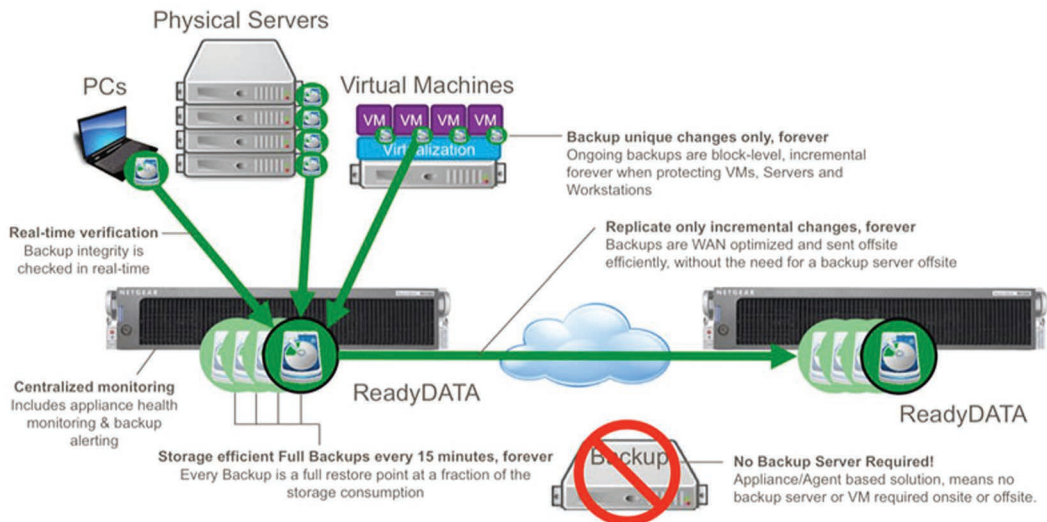 Physical Servers
PCs
Virtual Machines
VM VM VM VM
Virtualization
Backup unique changes only, forever
Ongoing backups are block-level, incremental
forever when protecting VMs, Servers and
Workstations
Real-time verification
Backup integrity is
checked in real-time
Replicate only incremental changes, forever
Backups are WAN optimized and sent offsite
efficiently, without the need for a backup server offsite
NETGEAR
NETGEAR
Centralized monitoring
Includes appliance health
monitoring & backup
alerting
ReadyDATA
ReadyDATA
Storage efficient Full Backups every 15 minutes, forever
Every Backup is a full restore point at a fraction of the
storage consumption
Backup
No Backup Server Required!
Appliance/Agent based solution, means no
backup server or VM required onsite or offsite.